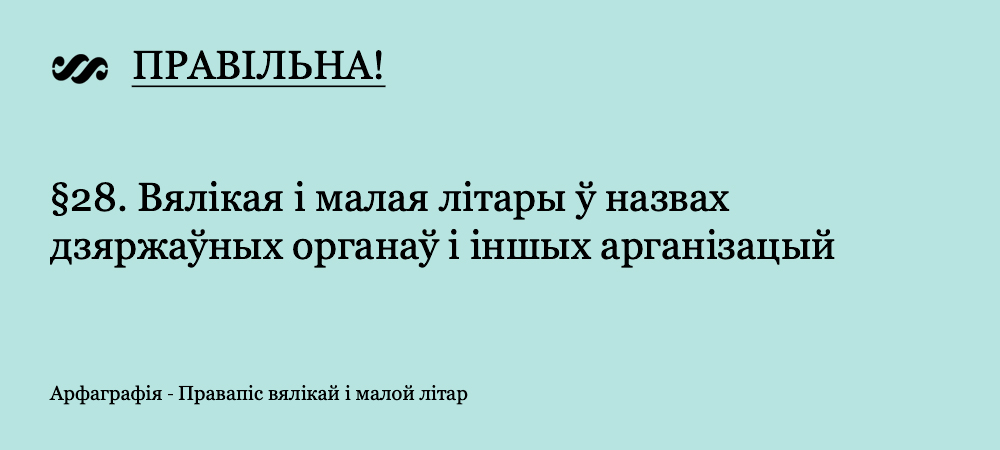 ПРАВІЛЬНА!
§28. Вялікая і малая літары ў назвах
дзяржаўных органаў і іншых арганізацый
Арфаграфія - Правапіс вялікай і малой літар